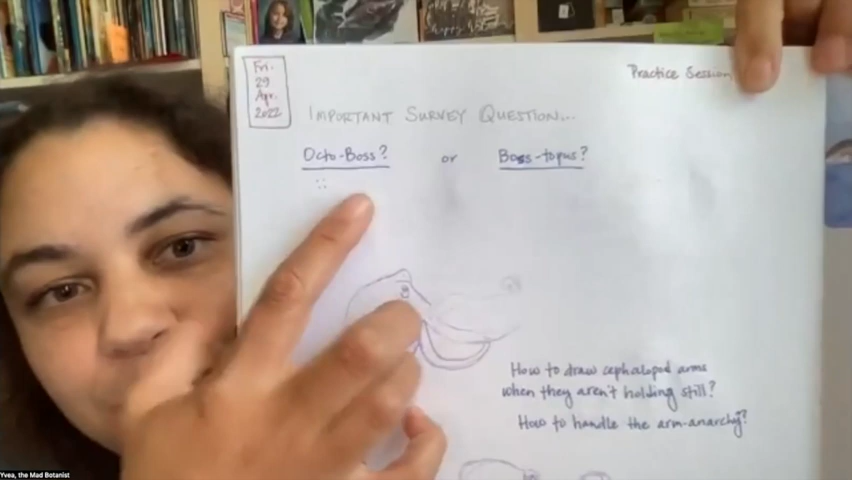 Fri.
29
Apr.
2022
Practice Session
IMPORTANT SURVEY QUESTION...
Octo-Boss? or Boss-topus?
How to draw cephalopod arms
when they aren't holding still?
How to handle the arm-anarchy?
Yvea, the Mad Botanist